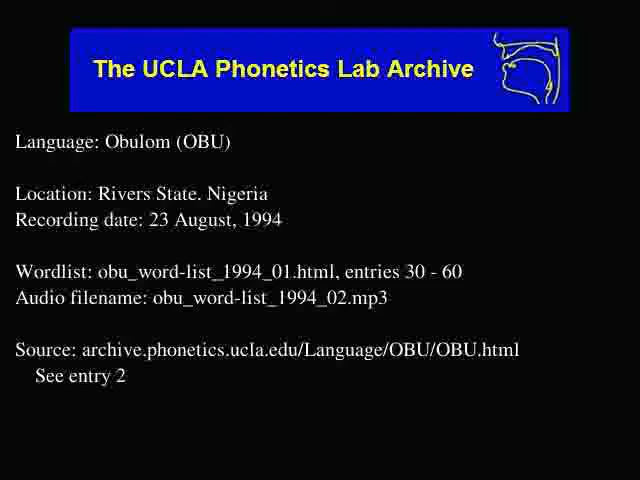 The UCLA Phonetics Lab Archive
Language: Obulom (OBU)
Location: Rivers State. Nigeria
Recording date: 23 August, 1994
Wordlist: obu_word-list_1994_01.html, entries 30 - 60
Audio filename: obu_word-list_1994_02.mp3
Source: archive.phonetics.ucla.edu/Language/OBU/OBU.html
See entry 2